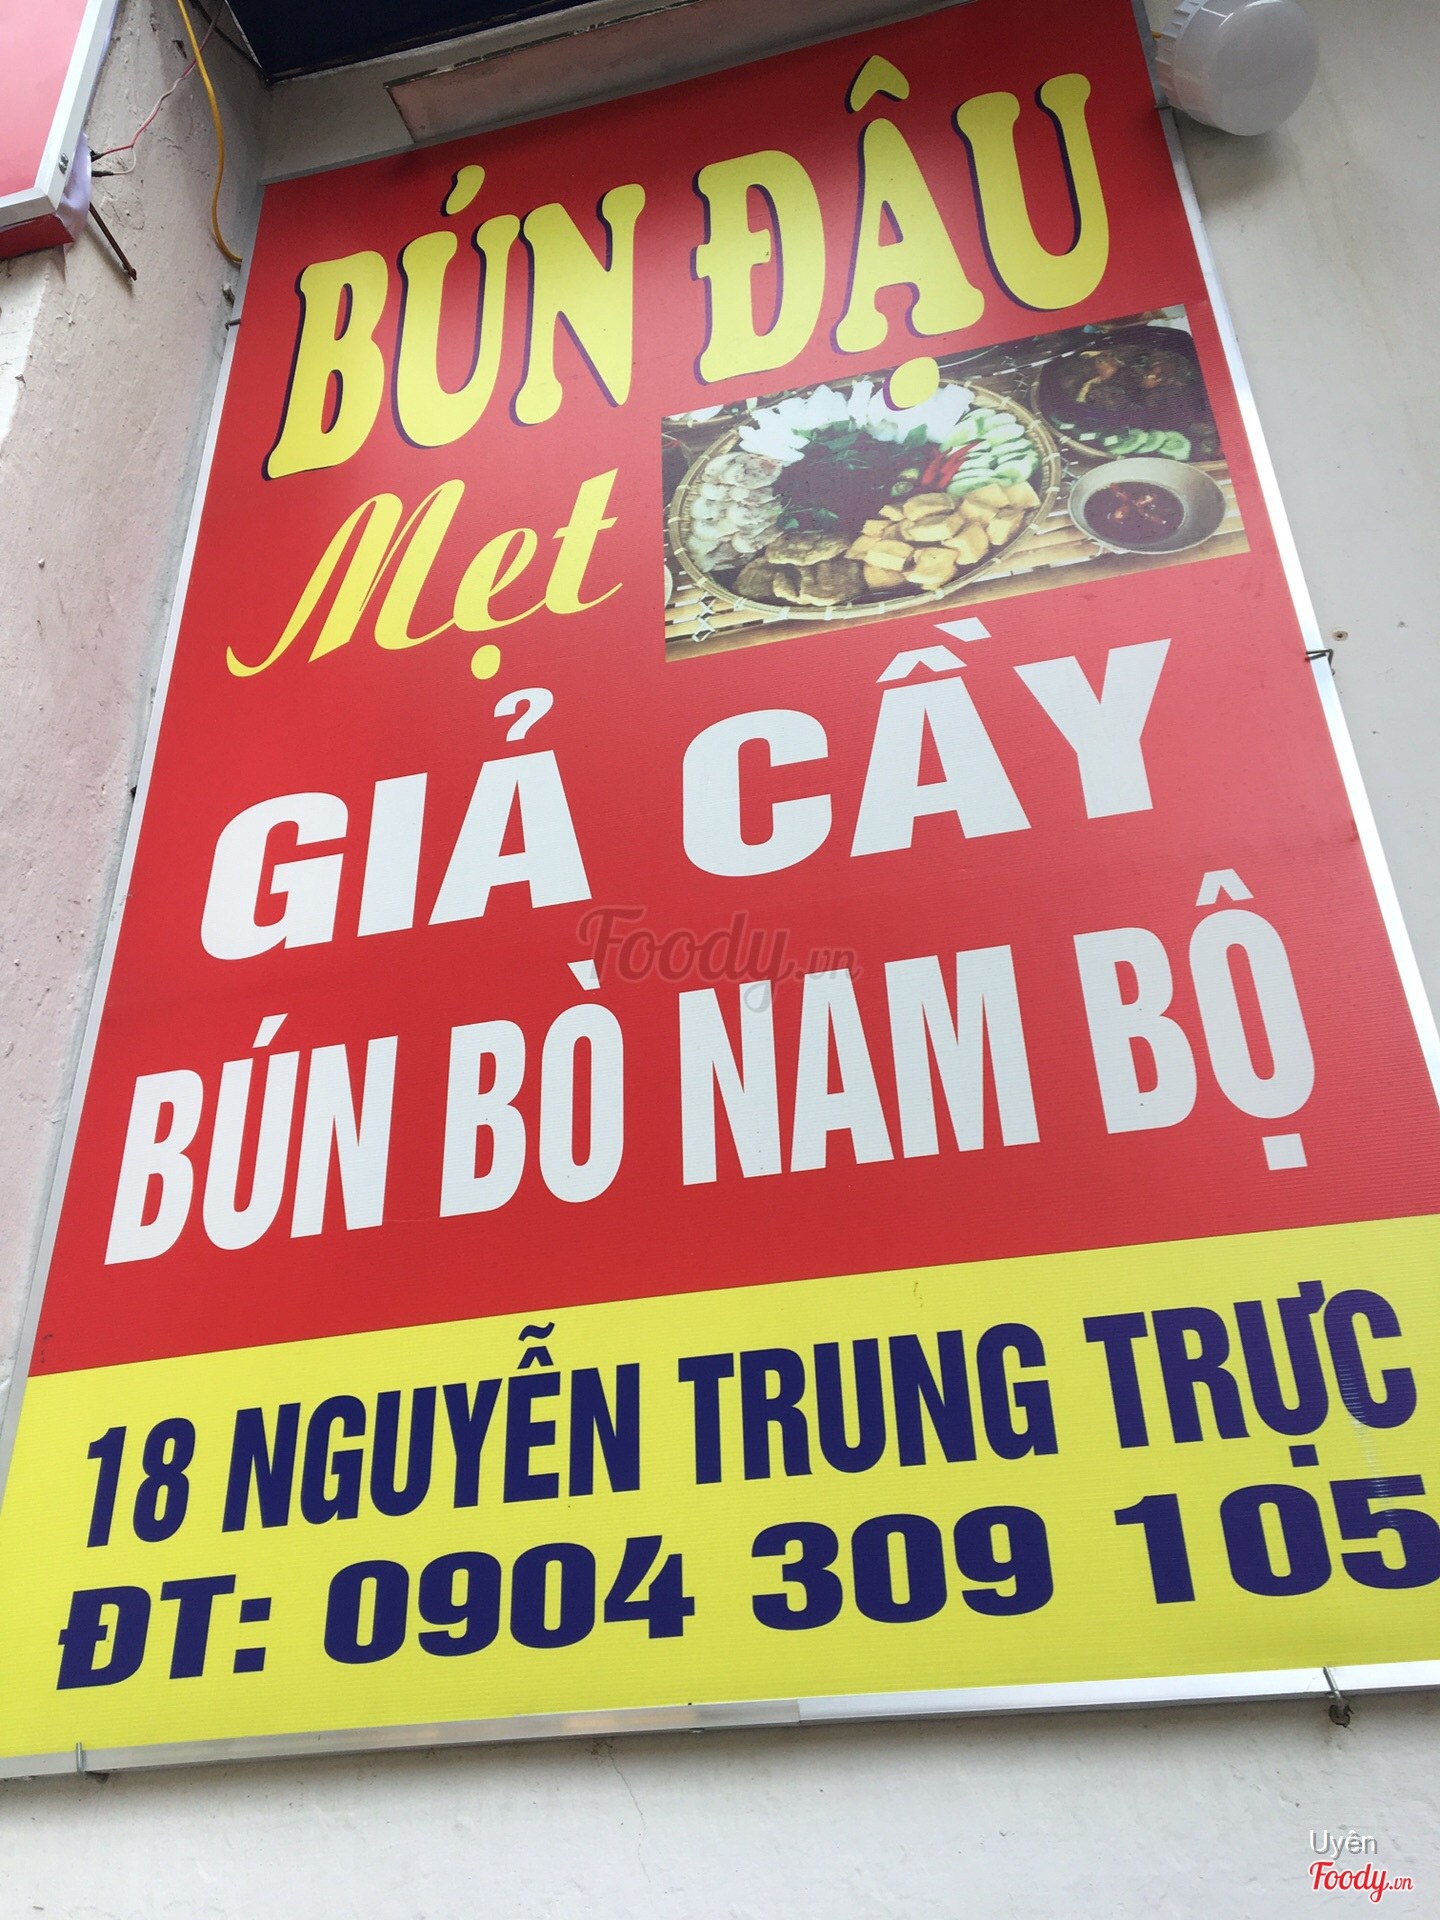 BÚN ĐẬU
Mẹt
GIẢ CẦY
Foody.vn
BÚN BÒ NAM BỘ
18 NGUYỄN TRUNG TRỰC
ĐT: 0904 309 105
Uyên
Foody.vn